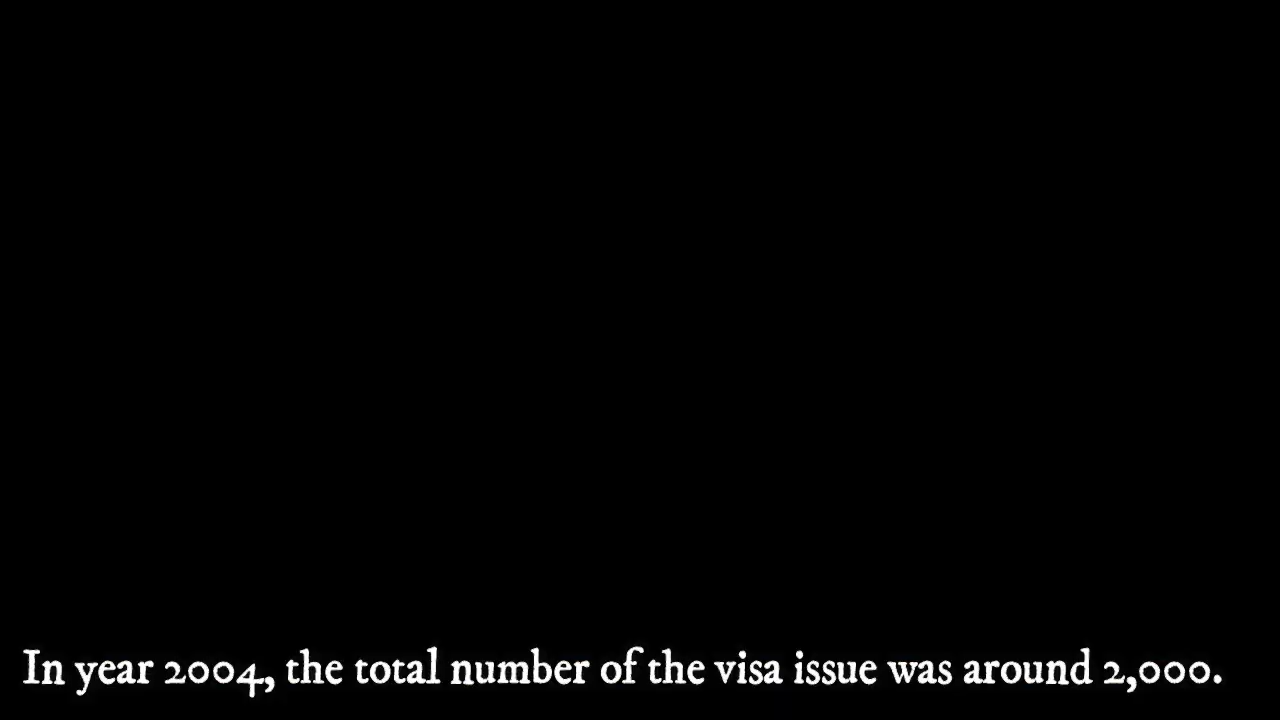 In year 2004, the total number of the visa issue was around 2,000.